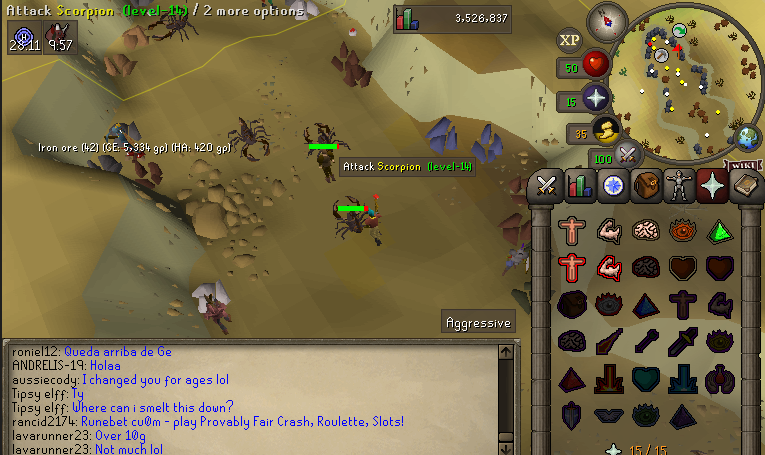 Attack Scorpion (level-14) / 2 more options
3,526,837
28:11 9:57
XP
50
15
35
100
WIKI
Iron ore (42) (GE: 5,334 gp) (HA: 420 gp)
Attack Scorpion (level-14)
Aggressive
roniel12: Queda arriba de Ge
ANDRELIS-19: Holaa
aussiecody: I changed you for ages lol
Tipsy elff: Ty
Tipsy elff: Where can i smelt this down?
rancid2174: Runebet cu0m - play Provably Fair Crash, Roulette, Slots!
lavarunner23: Over 10g
lavarunner23: Not much lol
15 / 15